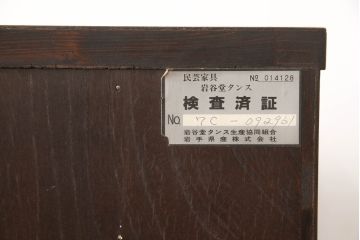 民芸家具 No 014128
岩谷堂タンス
検査済証
No. 7C-092961
岩谷堂タンス生産協同組合
岩手県産株式会社